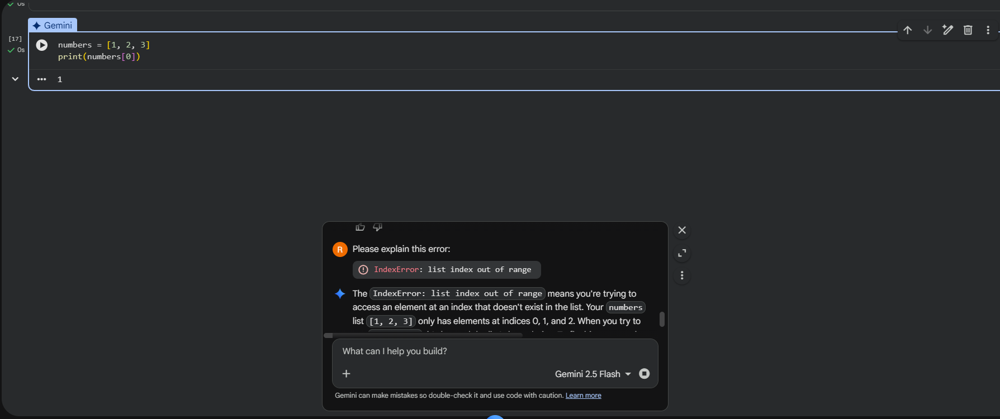 0s
Gemini
[17]
0s
numbers = [1, 2, 3]
print(numbers[0])
1
R Please explain this error:
IndexError: list index out of range
The IndexError: list index out of range means you're trying to
access an element at an index that doesn't exist in the list. Your numbers
list [1, 2, 3] only has elements at indices 0, 1, and 2. When you try to
What can I help you build?
Gemini 2.5 Flash
Gemini can make mistakes so double-check it and use code with caution. Learn more